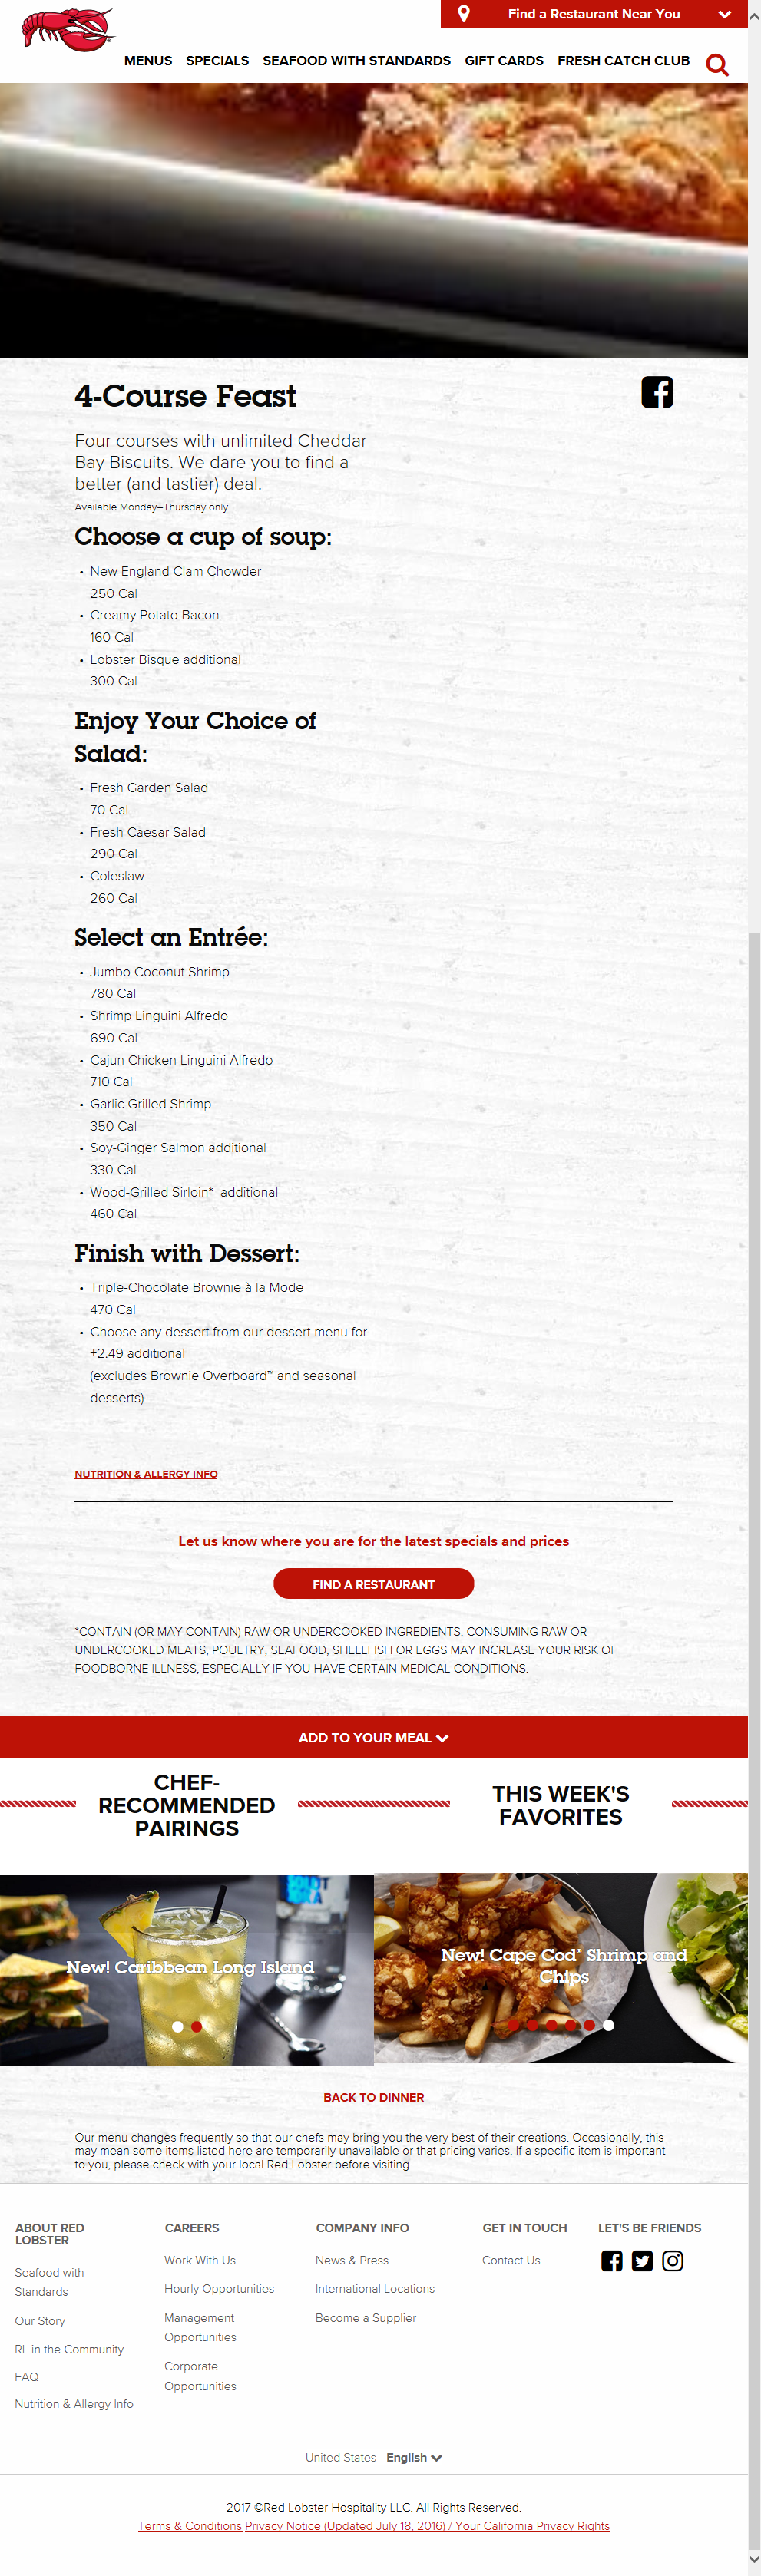 Find a Restaurant Near You
MENUS SPECIALS SEAFOOD WITH STANDARDS GIFT CARDS FRESH CATCH CLUB
4-Course Feast
Four courses with unlimited Cheddar
Bay Biscuits. We dare you to find a
better (and tastier) deal.
Available Monday–Thursday only
Choose a cup of soup:
• New England Clam Chowder
250 Cal
• Creamy Potato Bacon
160 Cal
• Lobster Bisque additional
300 Cal
Enjoy Your Choice of
Salad:
• Fresh Garden Salad
70 Cal
• Fresh Caesar Salad
290 Cal
• Coleslaw
260 Cal
Select an Entrée:
• Jumbo Coconut Shrimp
780 Cal
• Shrimp Linguini Alfredo
690 Cal
• Cajun Chicken Linguini Alfredo
710 Cal
• Garlic Grilled Shrimp
350 Cal
• Soy-Ginger Salmon additional
330 Cal
• Wood-Grilled Sirloin* additional
460 Cal
Finish with Dessert:
• Triple-Chocolate Brownie à la Mode
470 Cal
• Choose any dessert from our dessert menu for
+2.49 additional
(excludes Brownie Overboard™ and seasonal
desserts)
NUTRITION & ALLERGY INFO
Let us know where you are for the latest specials and prices
FIND A RESTAURANT
*CONTAIN (OR MAY CONTAIN) RAW OR UNDERCOOKED INGREDIENTS. CONSUMING RAW OR
UNDERCOOKED MEATS, POULTRY, SEAFOOD, SHELLFISH OR EGGS MAY INCREASE YOUR RISK OF
FOODBORNE ILLNESS, ESPECIALLY IF YOU HAVE CERTAIN MEDICAL CONDITIONS.
ADD TO YOUR MEAL
CHEF-
RECOMMENDED
PAIRINGS
THIS WEEK'S
FAVORITES
New! Caribbean Long Island
New! Cape Cod® Shrimp and
Chips
BACK TO DINNER
Our menu changes frequently so that our chefs may bring you the very best of their creations. Occasionally, this
may mean some items listed here are temporarily unavailable or that pricing varies. If a specific item is important
to you, please check with your local Red Lobster before visiting.
ABOUT RED
LOBSTER
Seafood with
Standards
Our Story
RL in the Community
FAQ
Nutrition & Allergy Info
CAREERS
Work With Us
Hourly Opportunities
Management
Opportunities
Corporate
Opportunities
COMPANY INFO
News & Press
International Locations
Become a Supplier
GET IN TOUCH
Contact Us
LET'S BE FRIENDS
United States - English
2017 ©Red Lobster Hospitality LLC. All Rights Reserved.
Terms & Conditions Privacy Notice (Updated July 18, 2016) / Your California Privacy Rights